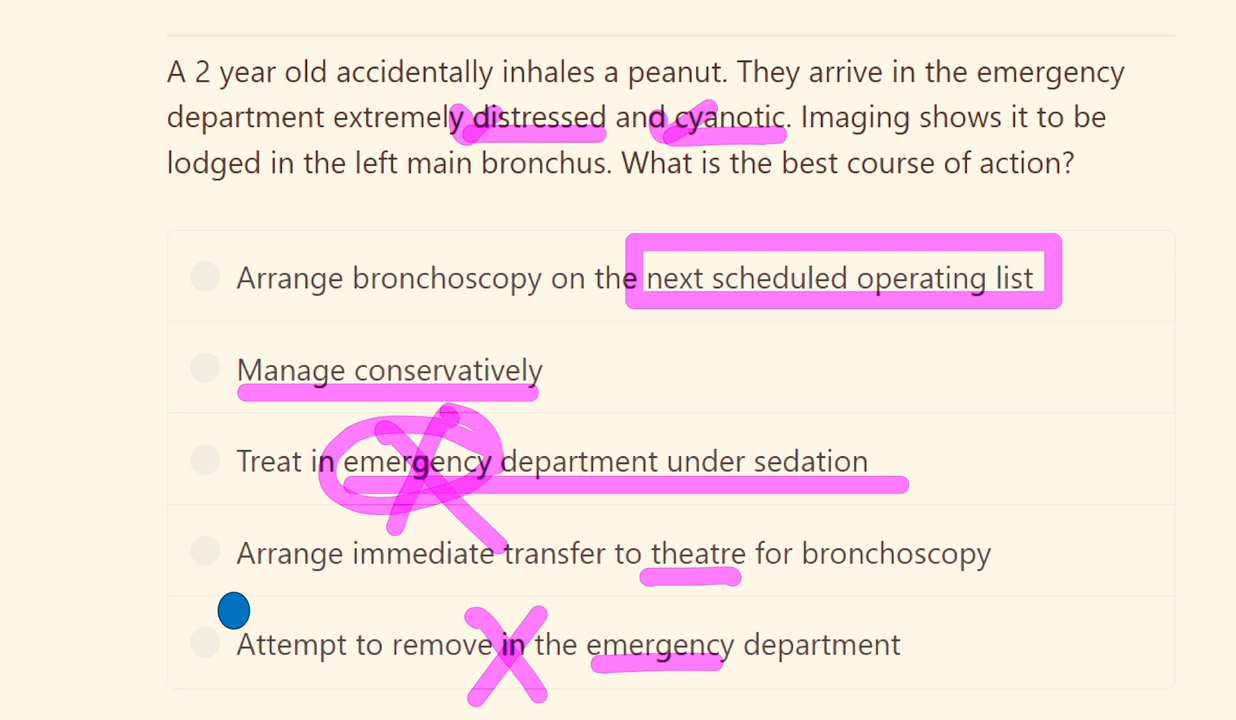 A 2 year old accidentally inhales a peanut. They arrive in the emergency
department extremely distressed and cyanotic. Imaging shows it to be
lodged in the left main bronchus. What is the best course of action?
Arrange bronchoscopy on the next scheduled operating list
Manage conservatively
Treat in emergency department under sedation
Arrange immediate transfer to theatre for bronchoscopy
Attempt to remove in the emergency department